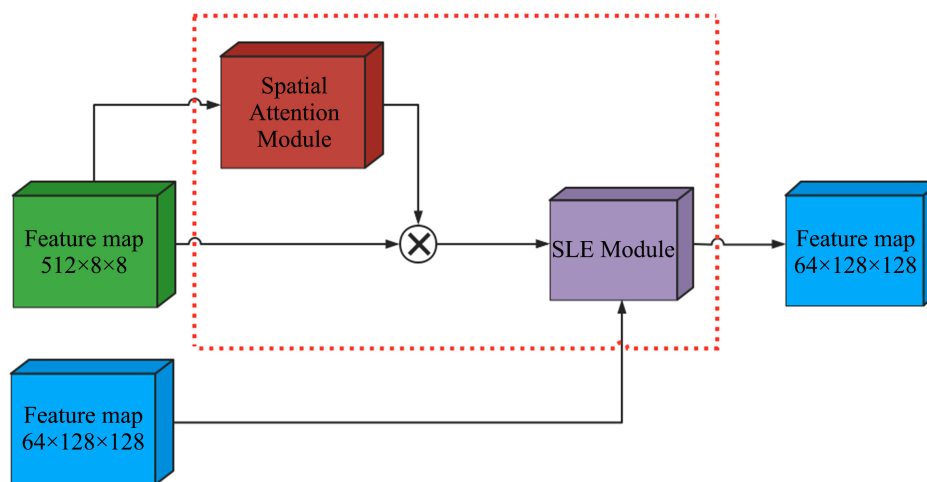 Spatial
Attention
Module
Feature map
512×8×8
SLE Module
Feature map
64×128×128
Feature map
64×128×128